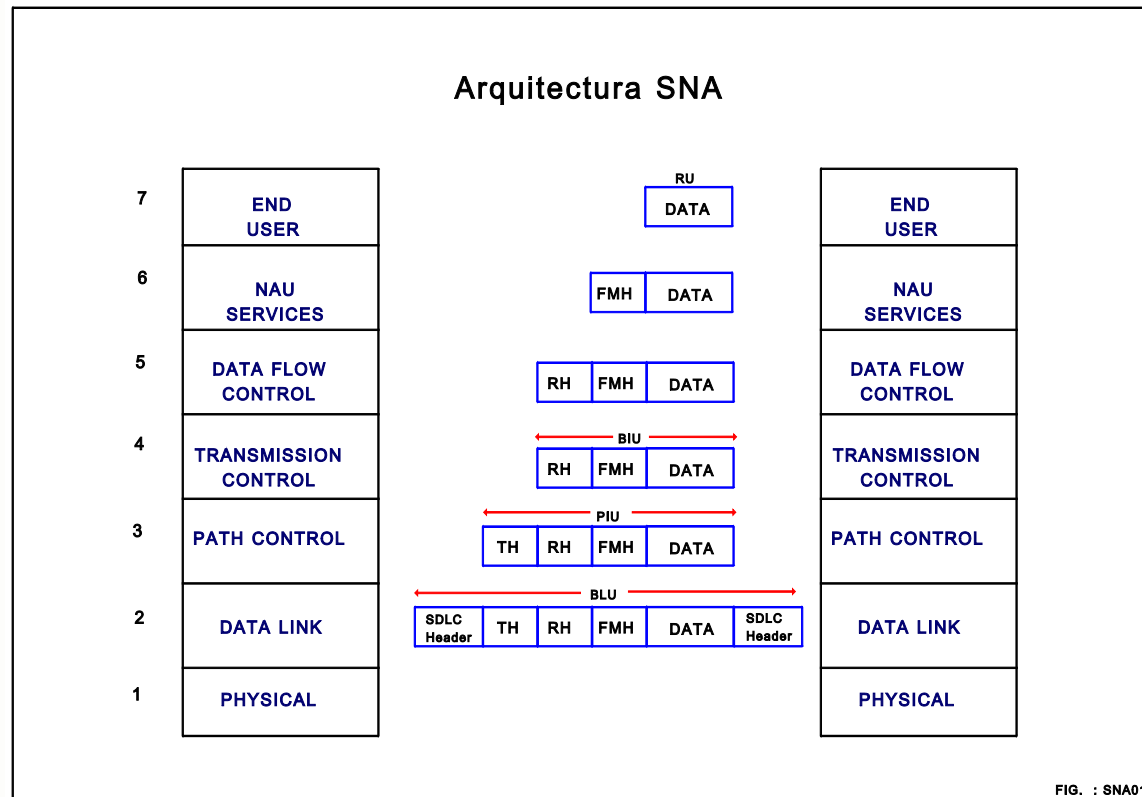 Arquitectura SNA
7
END
USER
RU
DATA
END
USER
6
NAU
SERVICES
FMH DATA
NAU
SERVICES
5
DATA FLOW
CONTROL
RH FMH DATA
DATA FLOW
CONTROL
4
TRANSMISSION
CONTROL
BIU
RH FMH DATA
TRANSMISSION
CONTROL
3
PATH CONTROL
PIU
TH RH FMH DATA
PATH CONTROL
2
DATA LINK
BLU
SDLC
Header
TH RH FMH DATA
SDLC
Header
DATA LINK
1
PHYSICAL
PHYSICAL
FIG. : SNA01